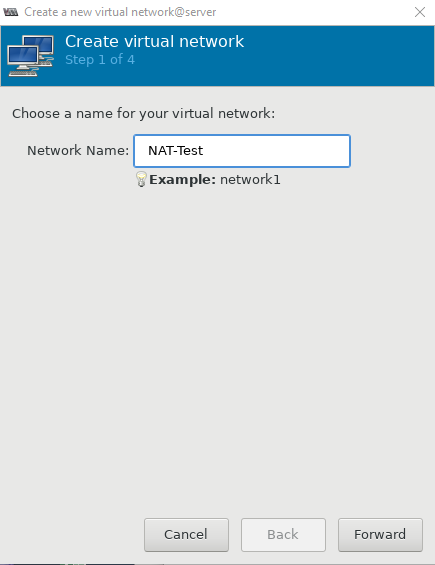 Create a new virtual network@server
Create virtual network
Step 1 of 4
Choose a name for your virtual network:
Network Name: NAT-Test
Example: network1
Cancel Back Forward